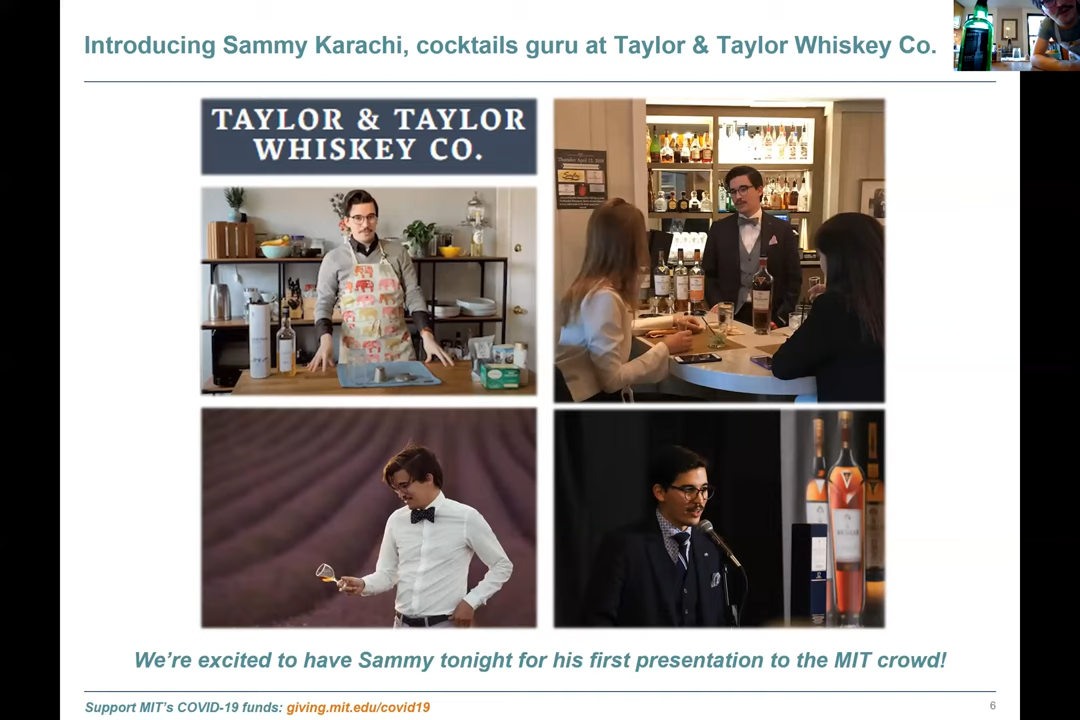 Introducing Sammy Karachi, cocktails guru at Taylor & Taylor Whiskey Co.
TAYLOR & TAYLOR
WHISKEY CO.
We're excited to have Sammy tonight for his first presentation to the MIT crowd!
Support MIT's COVID-19 funds: giving.mit.edu/covid19
6